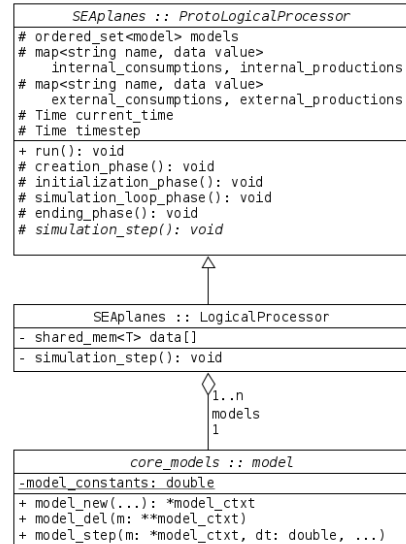 SEAplanes :: ProtoLogicalProcessor
# ordered_set<model> models
# map<string name, data value>
internal_consumptions, internal_productions
# map<string name, data value>
external_consumptions, external_productions
# Time current_time
# Time timestep
+ run(): void
# creation_phase(): void
# initialization_phase(): void
# simulation_loop_phase(): void
# ending_phase(): void
# simulation_step(): void
SEAplanes :: LogicalProcessor
- shared_mem<T> data[]
- simulation_step(): void
1..n
models
1
core_models :: model
-model_constants: double
+ model_new(...): *model_ctxt
+ model_del(m: **model_ctxt)
+ model_step(m: *model_ctxt, dt: double, ...)